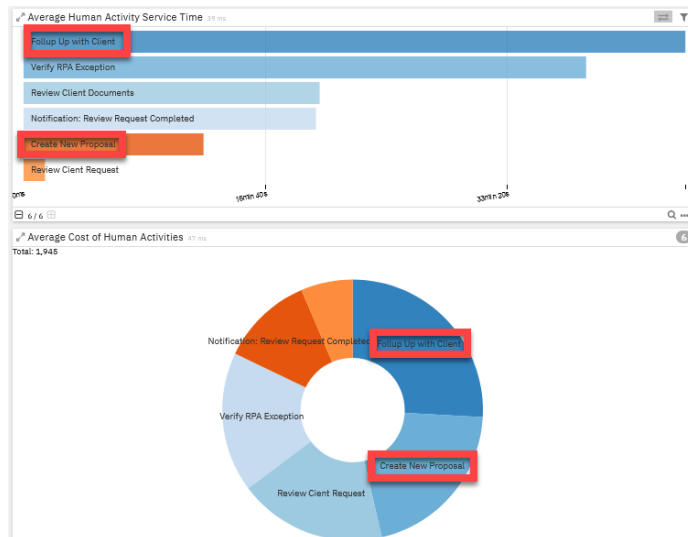 Average Human Activity Service Time 39 ms
Follup Up with Client
Verify RPA Exception
Review Client Documents
Notification: Review Request Completed
Create New Proposal
Review Cient Request
0ms 16min 40s 33min 20s
6 / 6
Average Cost of Human Activities 47 ms 6
Total: 1,945
Notification: Review Request Completed
Follup Up with Client
Verify RPA Exception
Create New Proposal
Review Cient Request